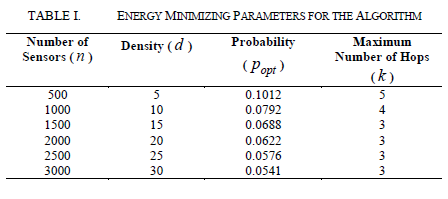 TABLE I. ENERGY MINIMIZING PARAMETERS FOR THE ALGORITHM
Number of Sensors (n) Density (d) Probability (Popt) Maximum Number of Hops (k)
500 5 0.1012 5
1000 10 0.0792 4
1500 15 0.0688 3
2000 20 0.0622 3
2500 25 0.0576 3
3000 30 0.0541 3